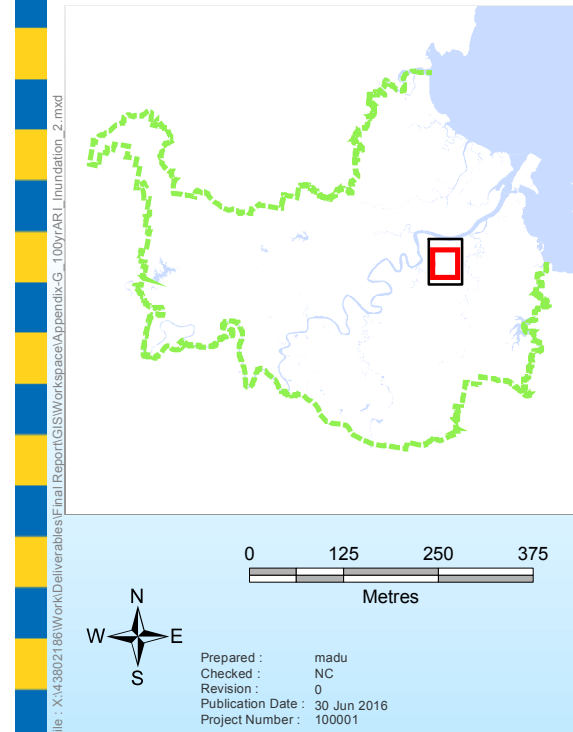 ile : X:\43802186\Work\Deliverables\Final Report\GIS\Workspace\Appendix-G_100yrARI_Inundation_2.mxd
0 125 250 375
Metres
N
W E
S
Prepared : madu
Checked : NC
Revision : 0
Publication Date : 30 Jun 2016
Project Number : 100001